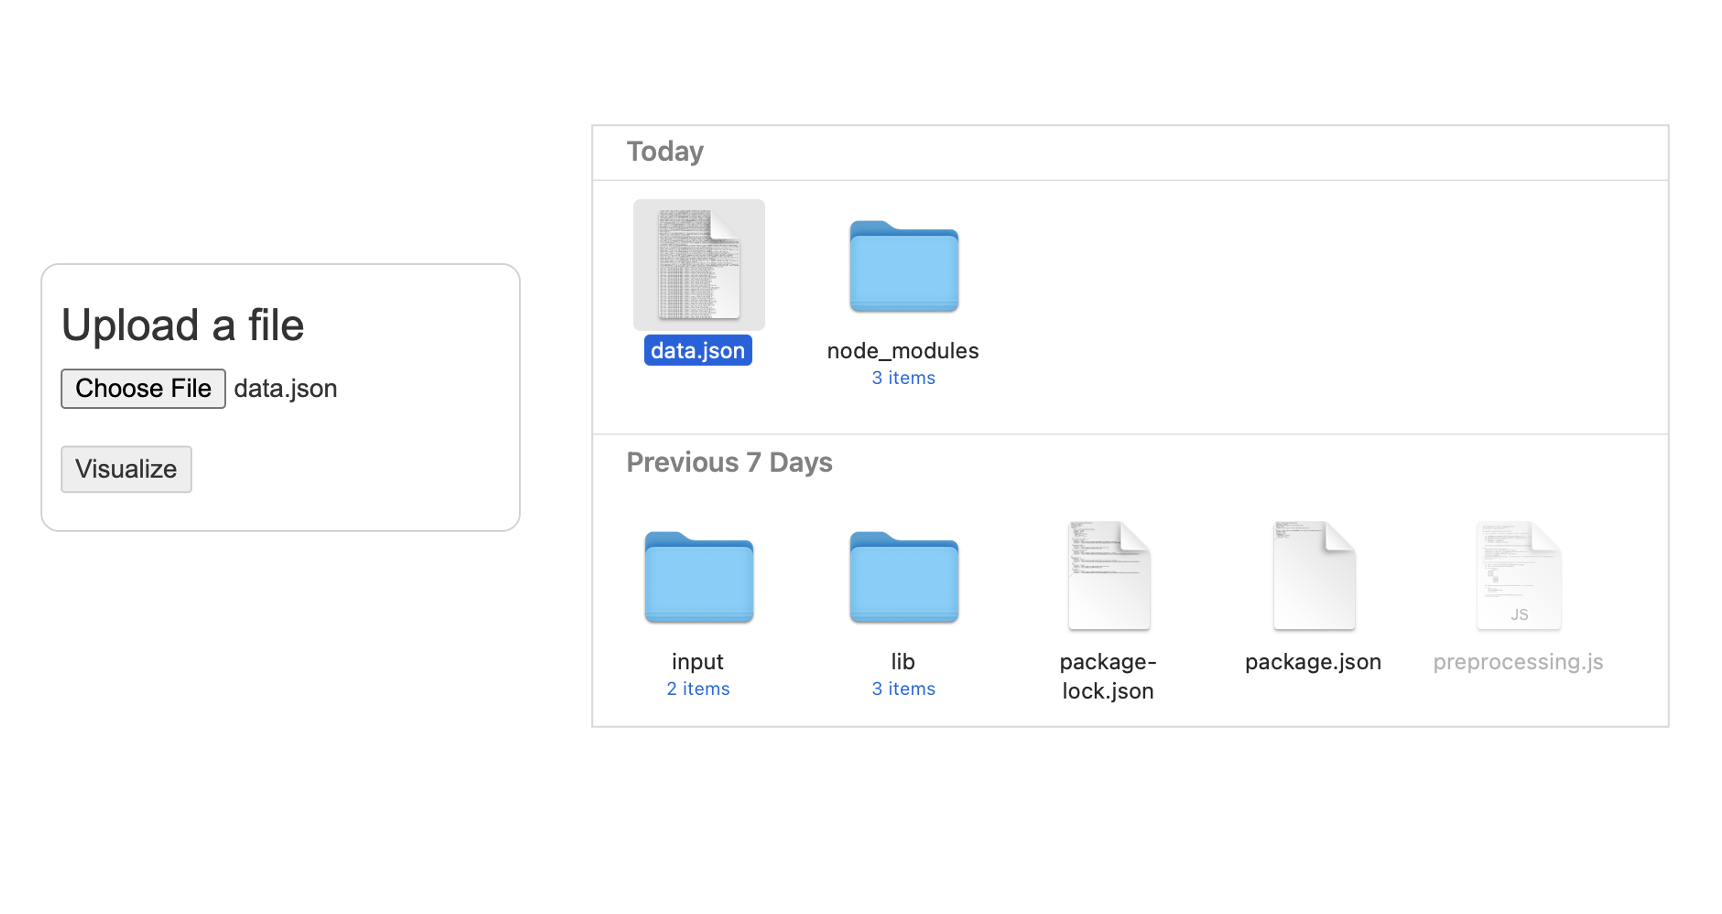 Upload a file
Choose File data.json
Visualize
Today
data.json
node_modules
3 items
Previous 7 Days
input
2 items
lib
3 items
package-
lock.json
package.json
JS
preprocessing.js